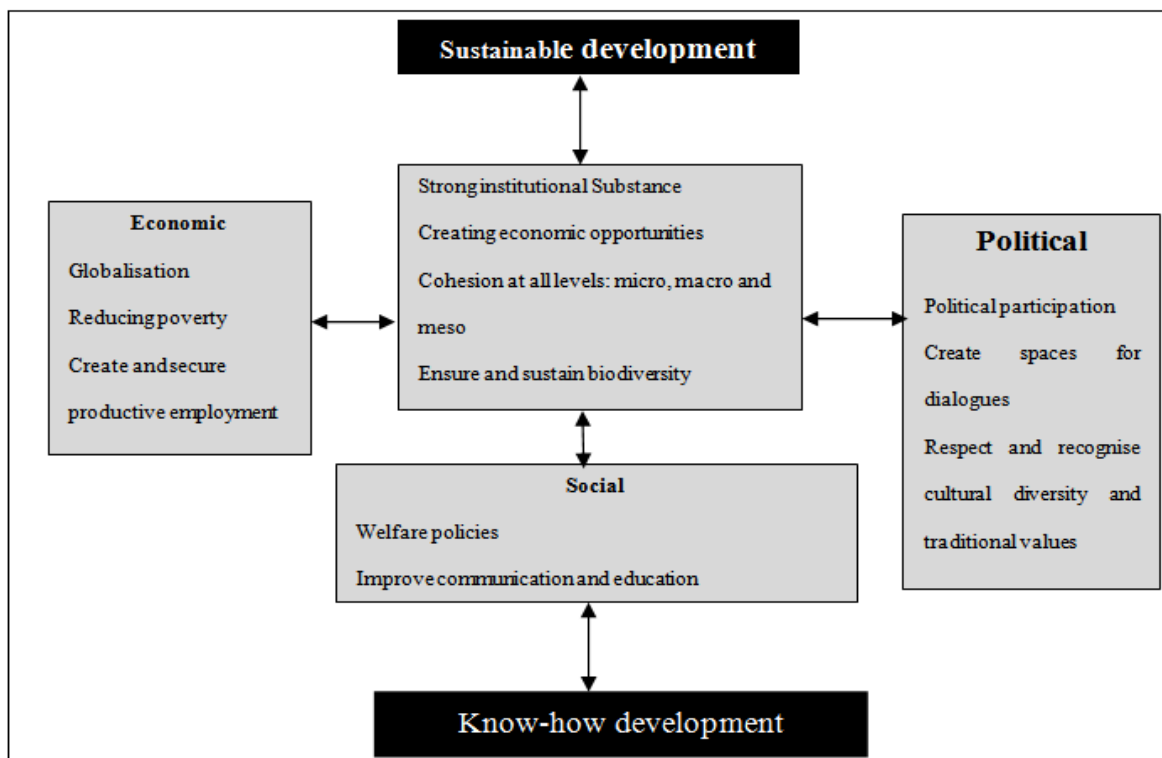 Sustainable development
Strong institutional Substance
Creating economic opportunities
Cohesion at all levels: micro, macro and
meso
Ensure and sustain biodiversity
Economic
Globalisation
Reducing poverty
Create and secure
productive employment
Political
Political participation
Create spaces for
dialogues
Respect and recognise
cultural diversity and
traditional values
Social
Welfare policies
Improve communication and education
Know-how development